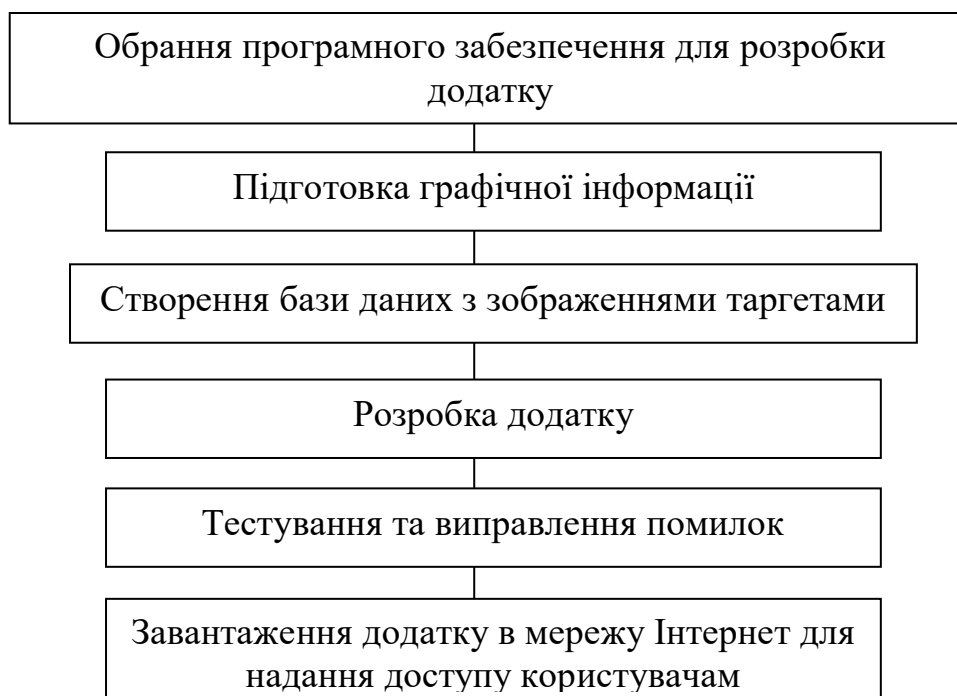 Обрання програмного забезпечення для розробки
додатку
Підготовка графічної інформації
Створення бази даних з зображеннями таргетами
Розробка додатку
Тестування та виправлення помилок
Завантаження додатку в мережу Інтернет для
надання доступу користувачам